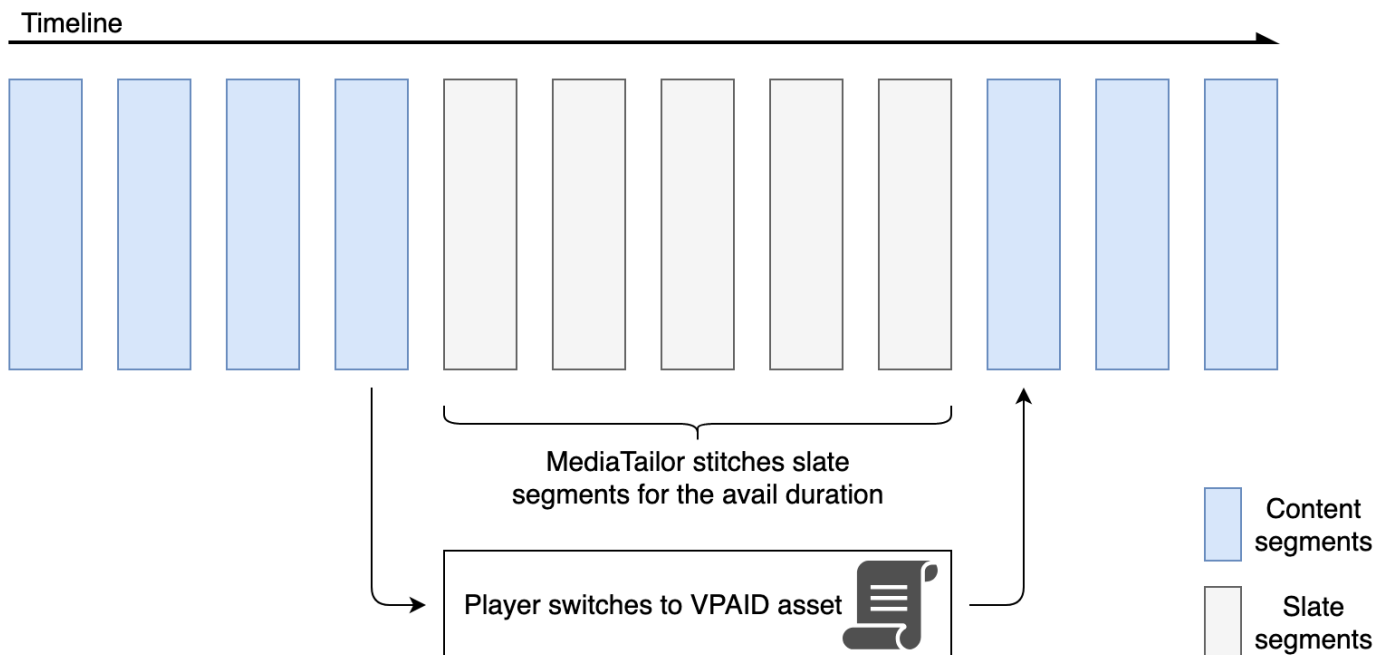 Timeline
MediaTailor stitches slate
segments for the avail duration
Player switches to VPAID asset
Content
segments
Slate
segments